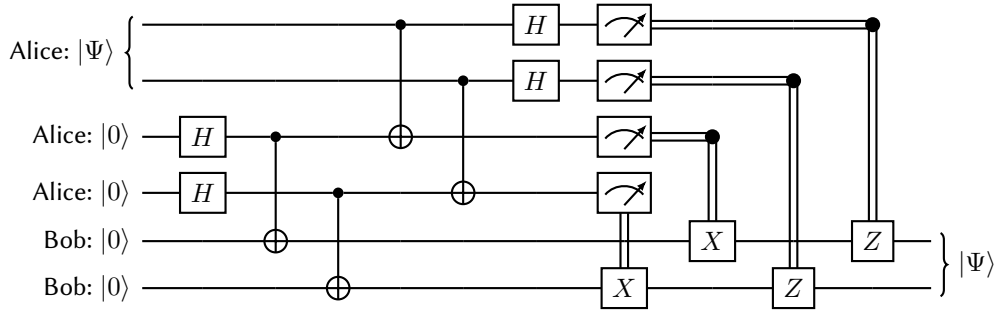 H
Alice: |Ψ⟩
H
Alice: |0⟩ H
Alice: |0⟩ H
Bob: |0⟩ X Z
|Ψ⟩
Bob: |0⟩ X Z